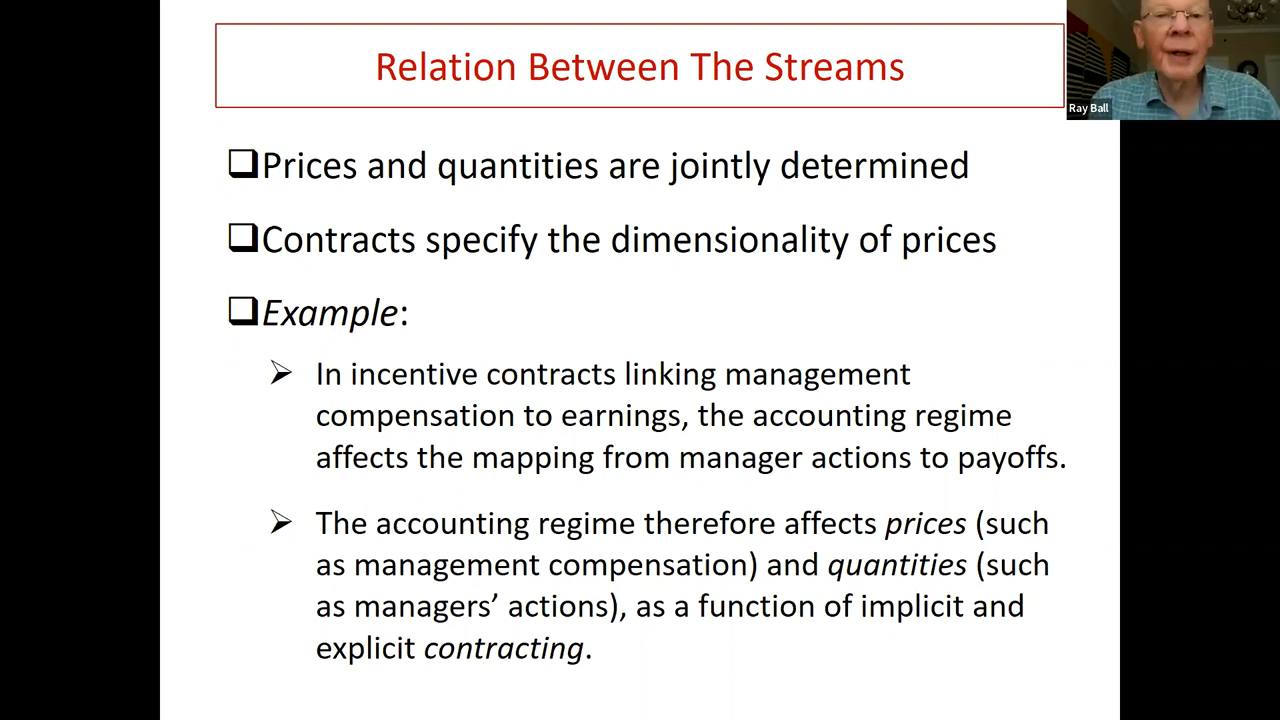 Relation Between The Streams
Ray Ball
❑Prices and quantities are jointly determined
❑Contracts specify the dimensionality of prices
❑Example:
➢ In incentive contracts linking management
compensation to earnings, the accounting regime
affects the mapping from manager actions to payoffs.
➢ The accounting regime therefore affects prices (such
as management compensation) and quantities (such
as managers’ actions), as a function of implicit and
explicit contracting.